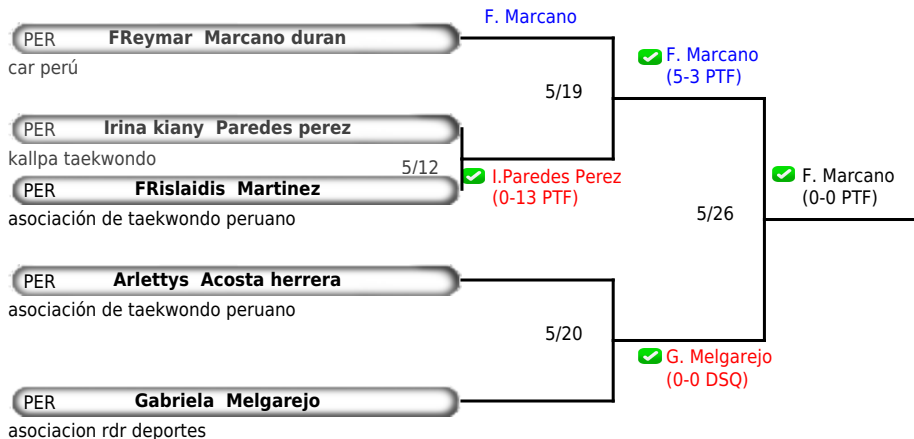 F. Marcano
PER FReymar Marcano duran
car perú
F. Marcano
(5-3 PTF)
5/19
PER Irina kiany Paredes perez
kallpa taekwondo
5/12
I.Paredes Perez
(0-13 PTF)
F. Marcano
(0-0 PTF)
PER FRislaidis Martinez
asociación de taekwondo peruano
5/26
PER Arlettys Acosta herrera
asociación de taekwondo peruano
5/20
G. Melgarejo
(0-0 DSQ)
PER Gabriela Melgarejo
asociacion rdr deportes